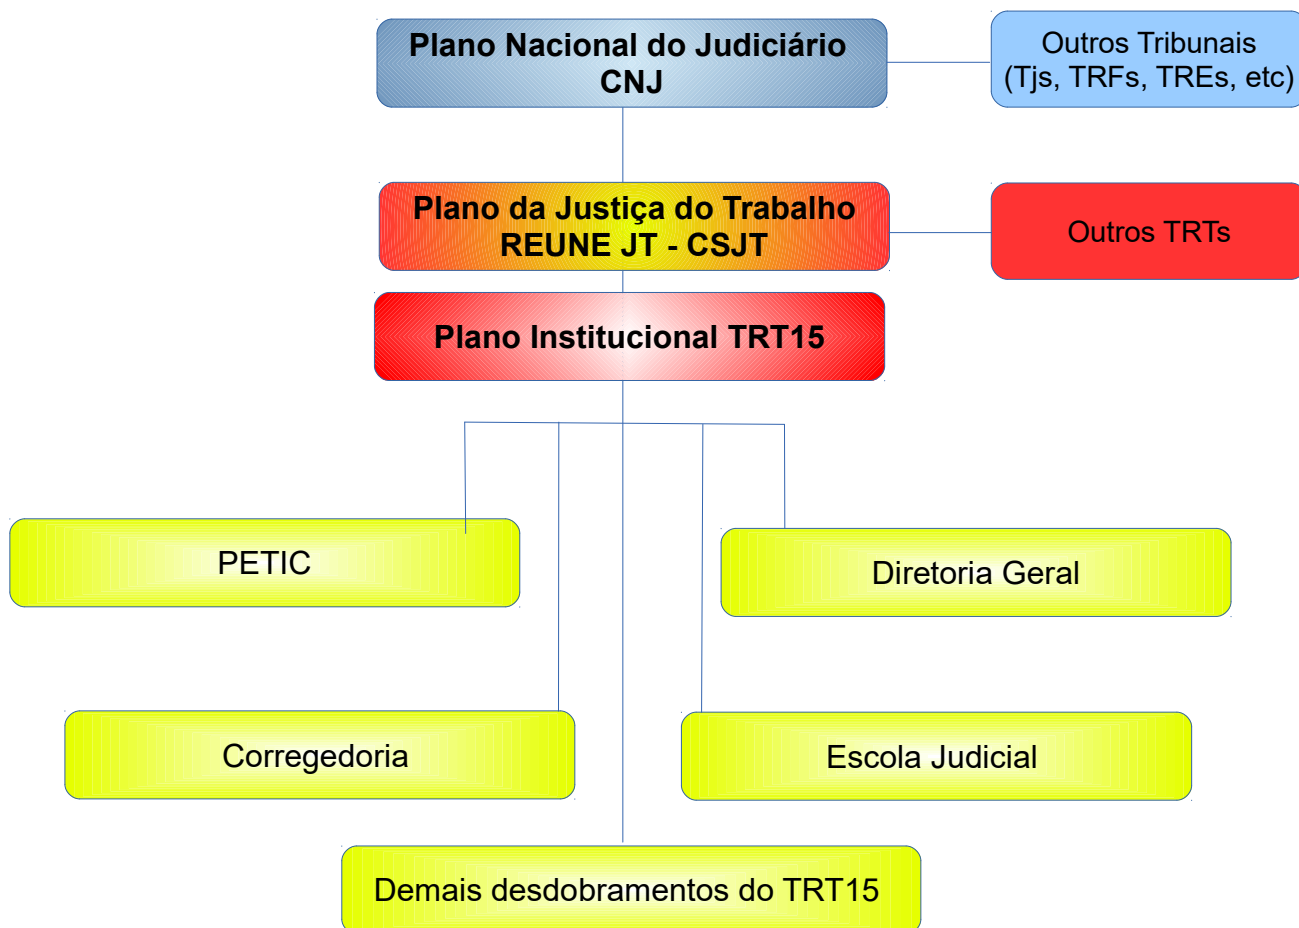 Plano Nacional do Judiciário
CNJ
Outros Tribunais
(Tjs, TRFs, TREs, etc)
Plano da Justiça do Trabalho
REUNE JT - CSJT
Outros TRTs
Plano Institucional TRT15
PETIC
Diretoria Geral
Corregedoria
Escola Judicial
Demais desdobramentos do TRT15